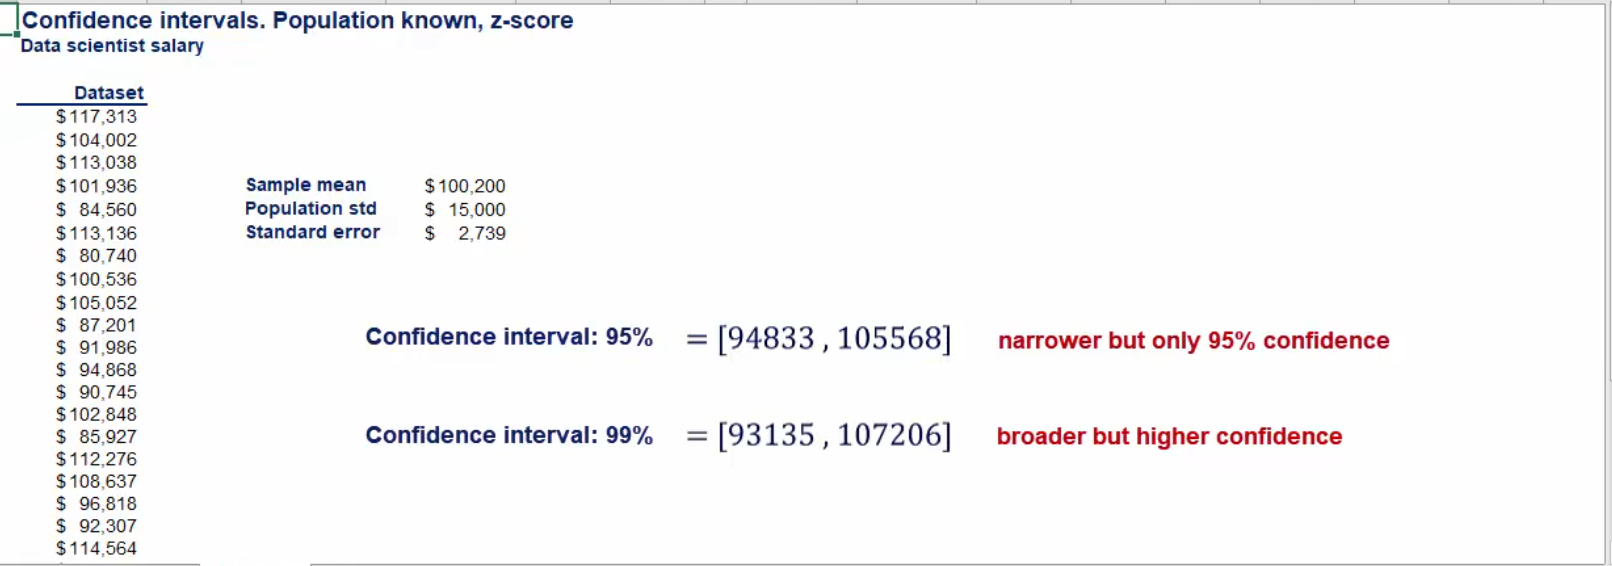 Confidence intervals. Population known, z-score
Data scientist salary
Dataset
$117,313
$104,002
$113,038
$101,936
$ 84,560
$113,136
$ 80,740
$100,536
$105,052
$ 87,201
$ 91,986
$ 94,868
$ 90,745
$102,848
$ 85,927
$112,276
$108,637
$ 96,818
$ 92,307
$114,564
Sample mean $100,200
Population std $ 15,000
Standard error $ 2,739
Confidence interval: 95% = [94833 , 105568] narrower but only 95% confidence
Confidence interval: 99% = [93135 , 107206] broader but higher confidence